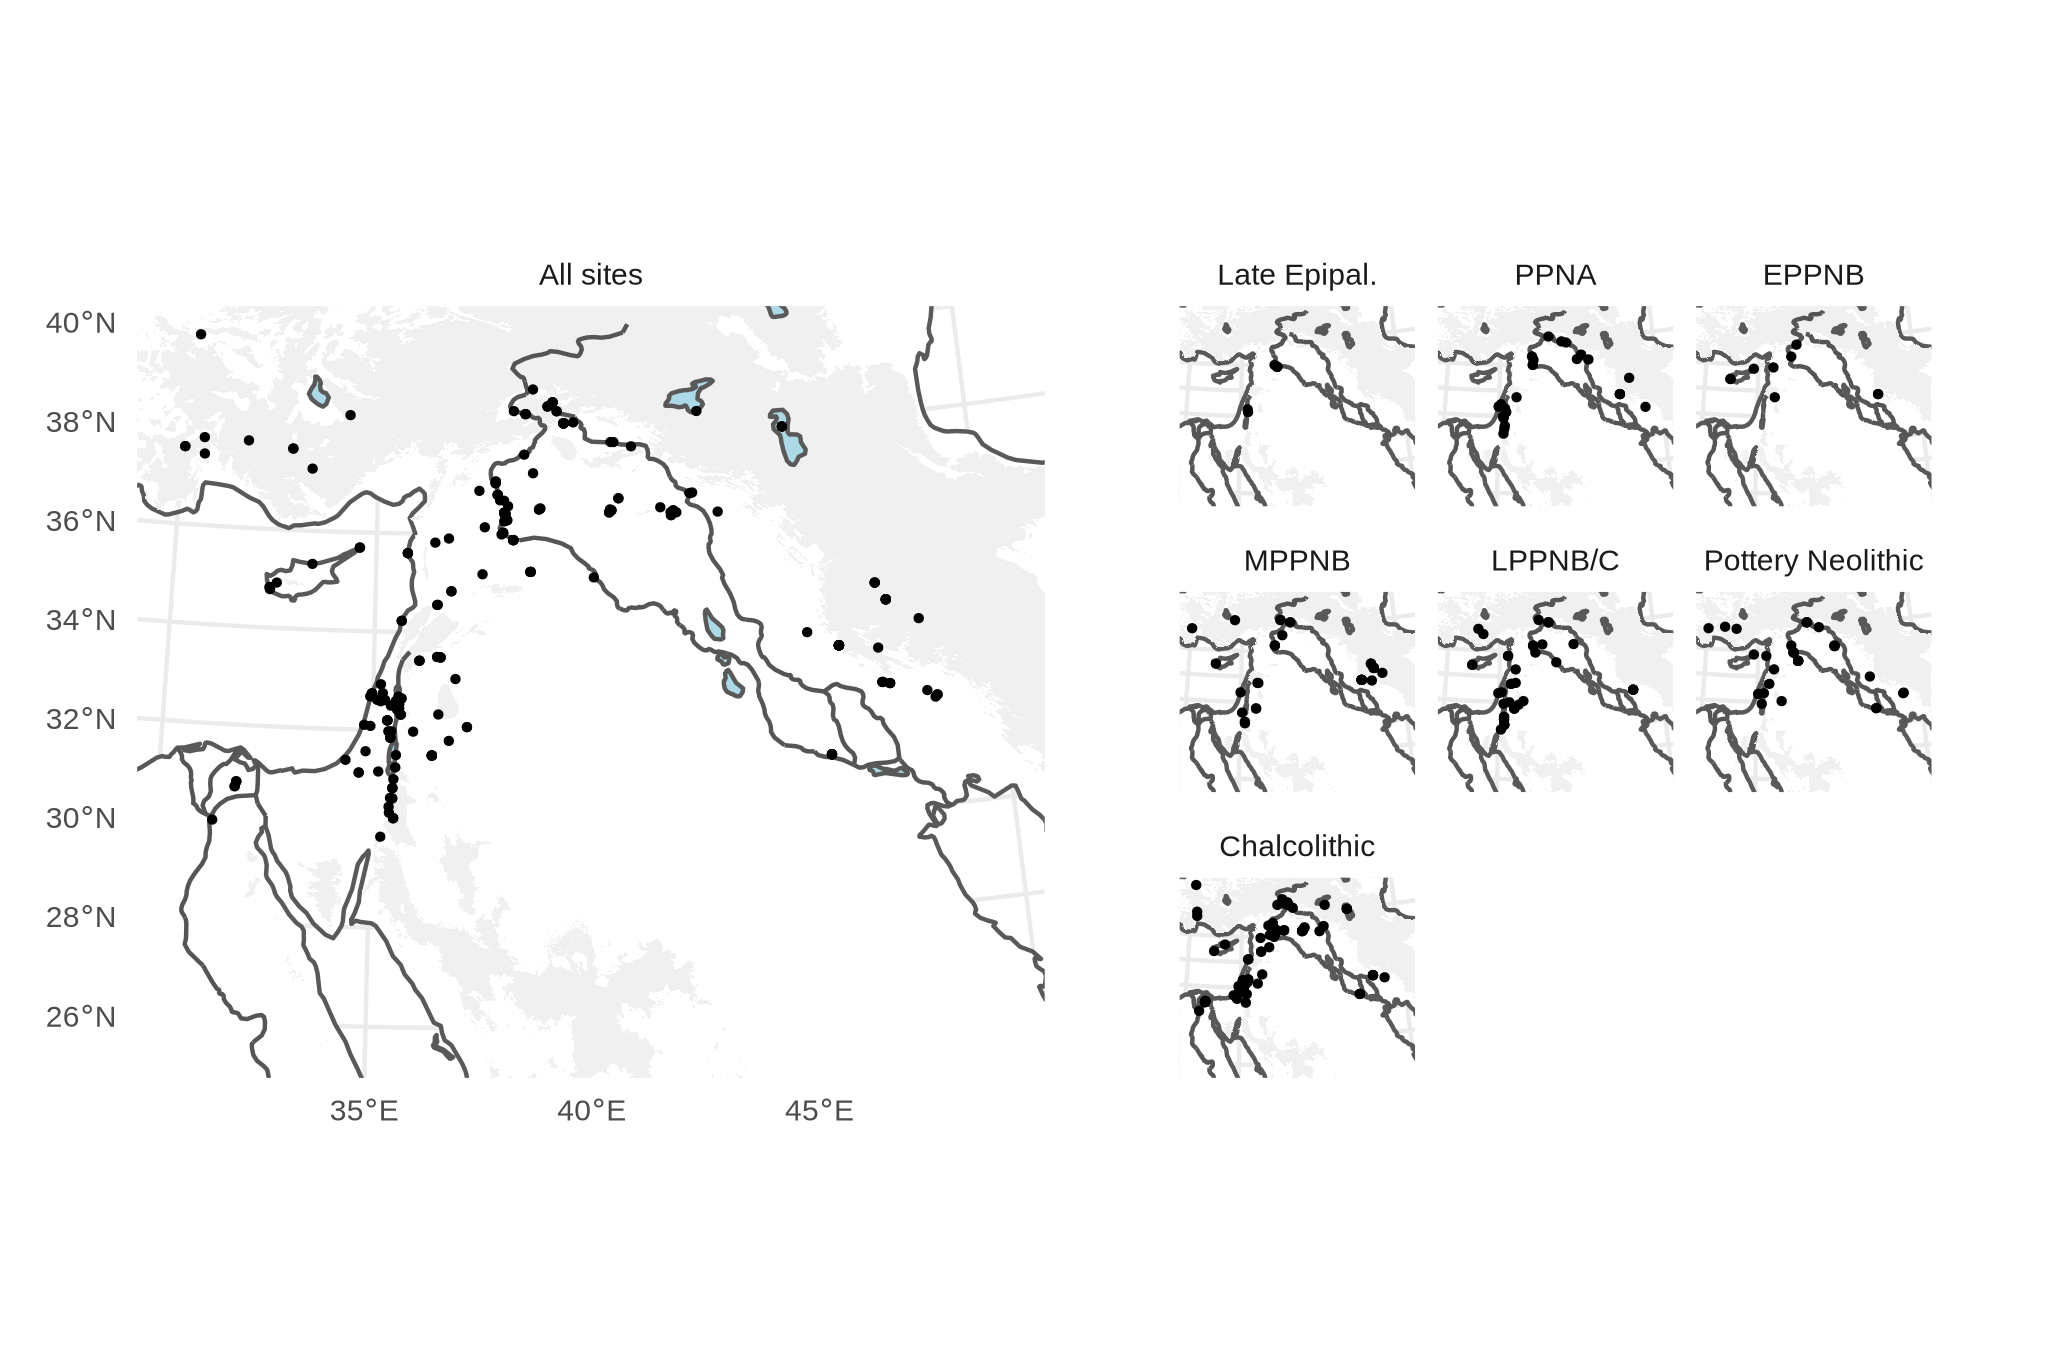 All sites
40°N
38°N
36°N
34°N
32°N
30°N
28°N
26°N
35°E
40°E
45°E
Late Epipal.
PPNA
EPPNB
MPPNB
LPPNB/C
Pottery Neolithic
Chalcolithic